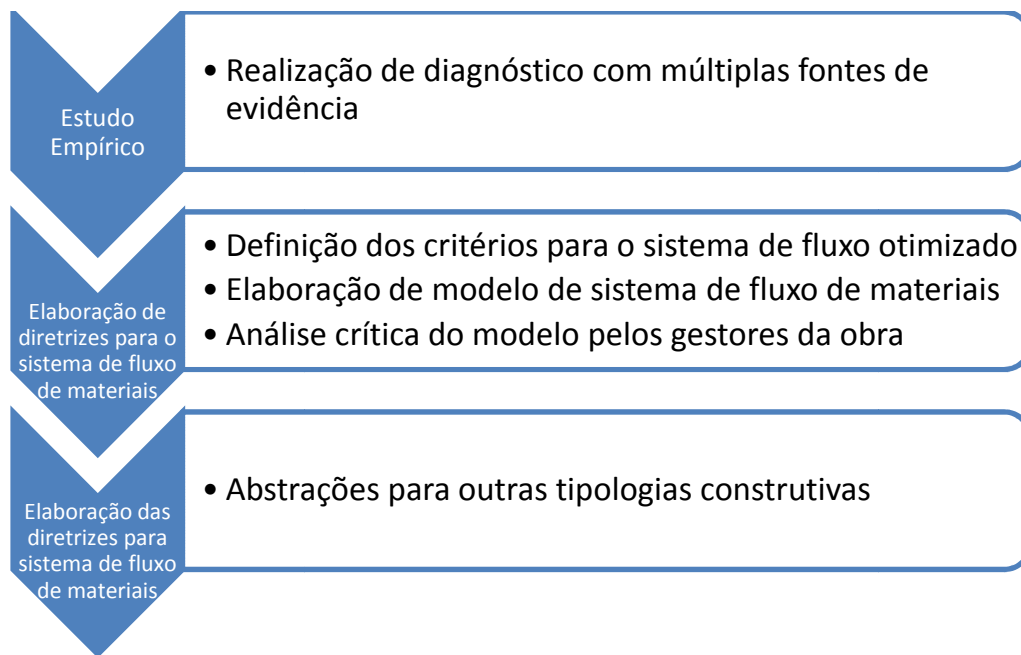 Estudo
Empírico
• Realização de diagnóstico com múltiplas fontes de
evidência
Elaboração de
diretrizes para o
sistema de fluxo
de materiais
• Definição dos critérios para o sistema de fluxo otimizado
• Elaboração de modelo de sistema de fluxo de materiais
• Análise crítica do modelo pelos gestores da obra
Elaboração das
diretrizes para
sistema de fluxo
de materiais
• Abstrações para outras tipologias construtivas